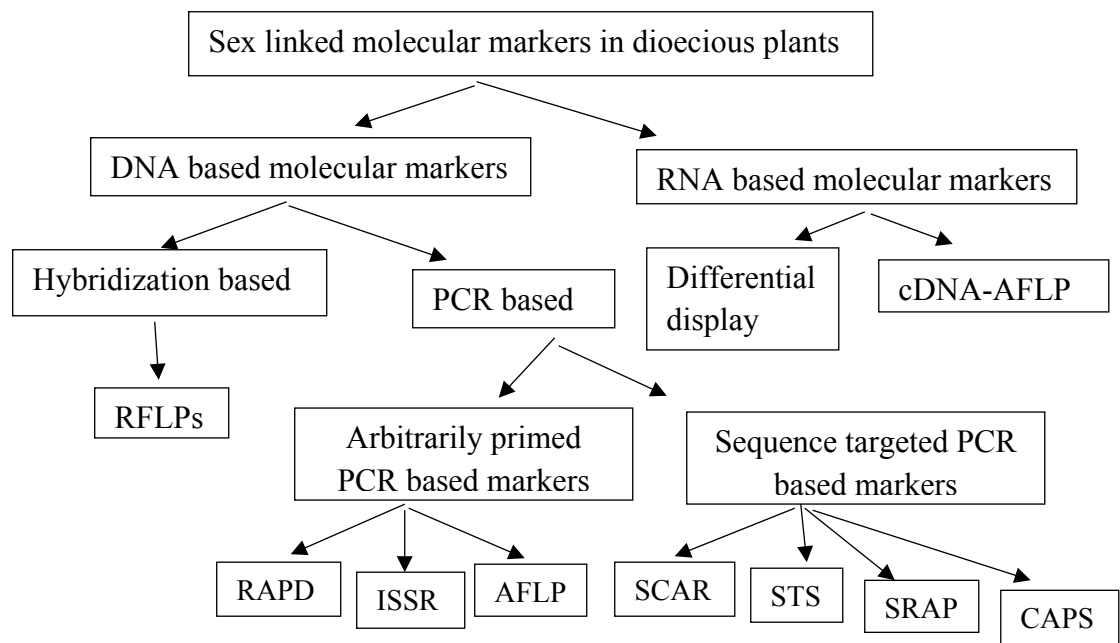 Sex linked molecular markers in dioecious plants
DNA based molecular markers
RNA based molecular markers
Hybridization based
PCR based
Differential
display
cDNA-AFLP
RFLPs
Arbitrarily primed
PCR based markers
Sequence targeted PCR
based markers
RAPD
ISSR
AFLP
SCAR
STS
SRAP
CAPS